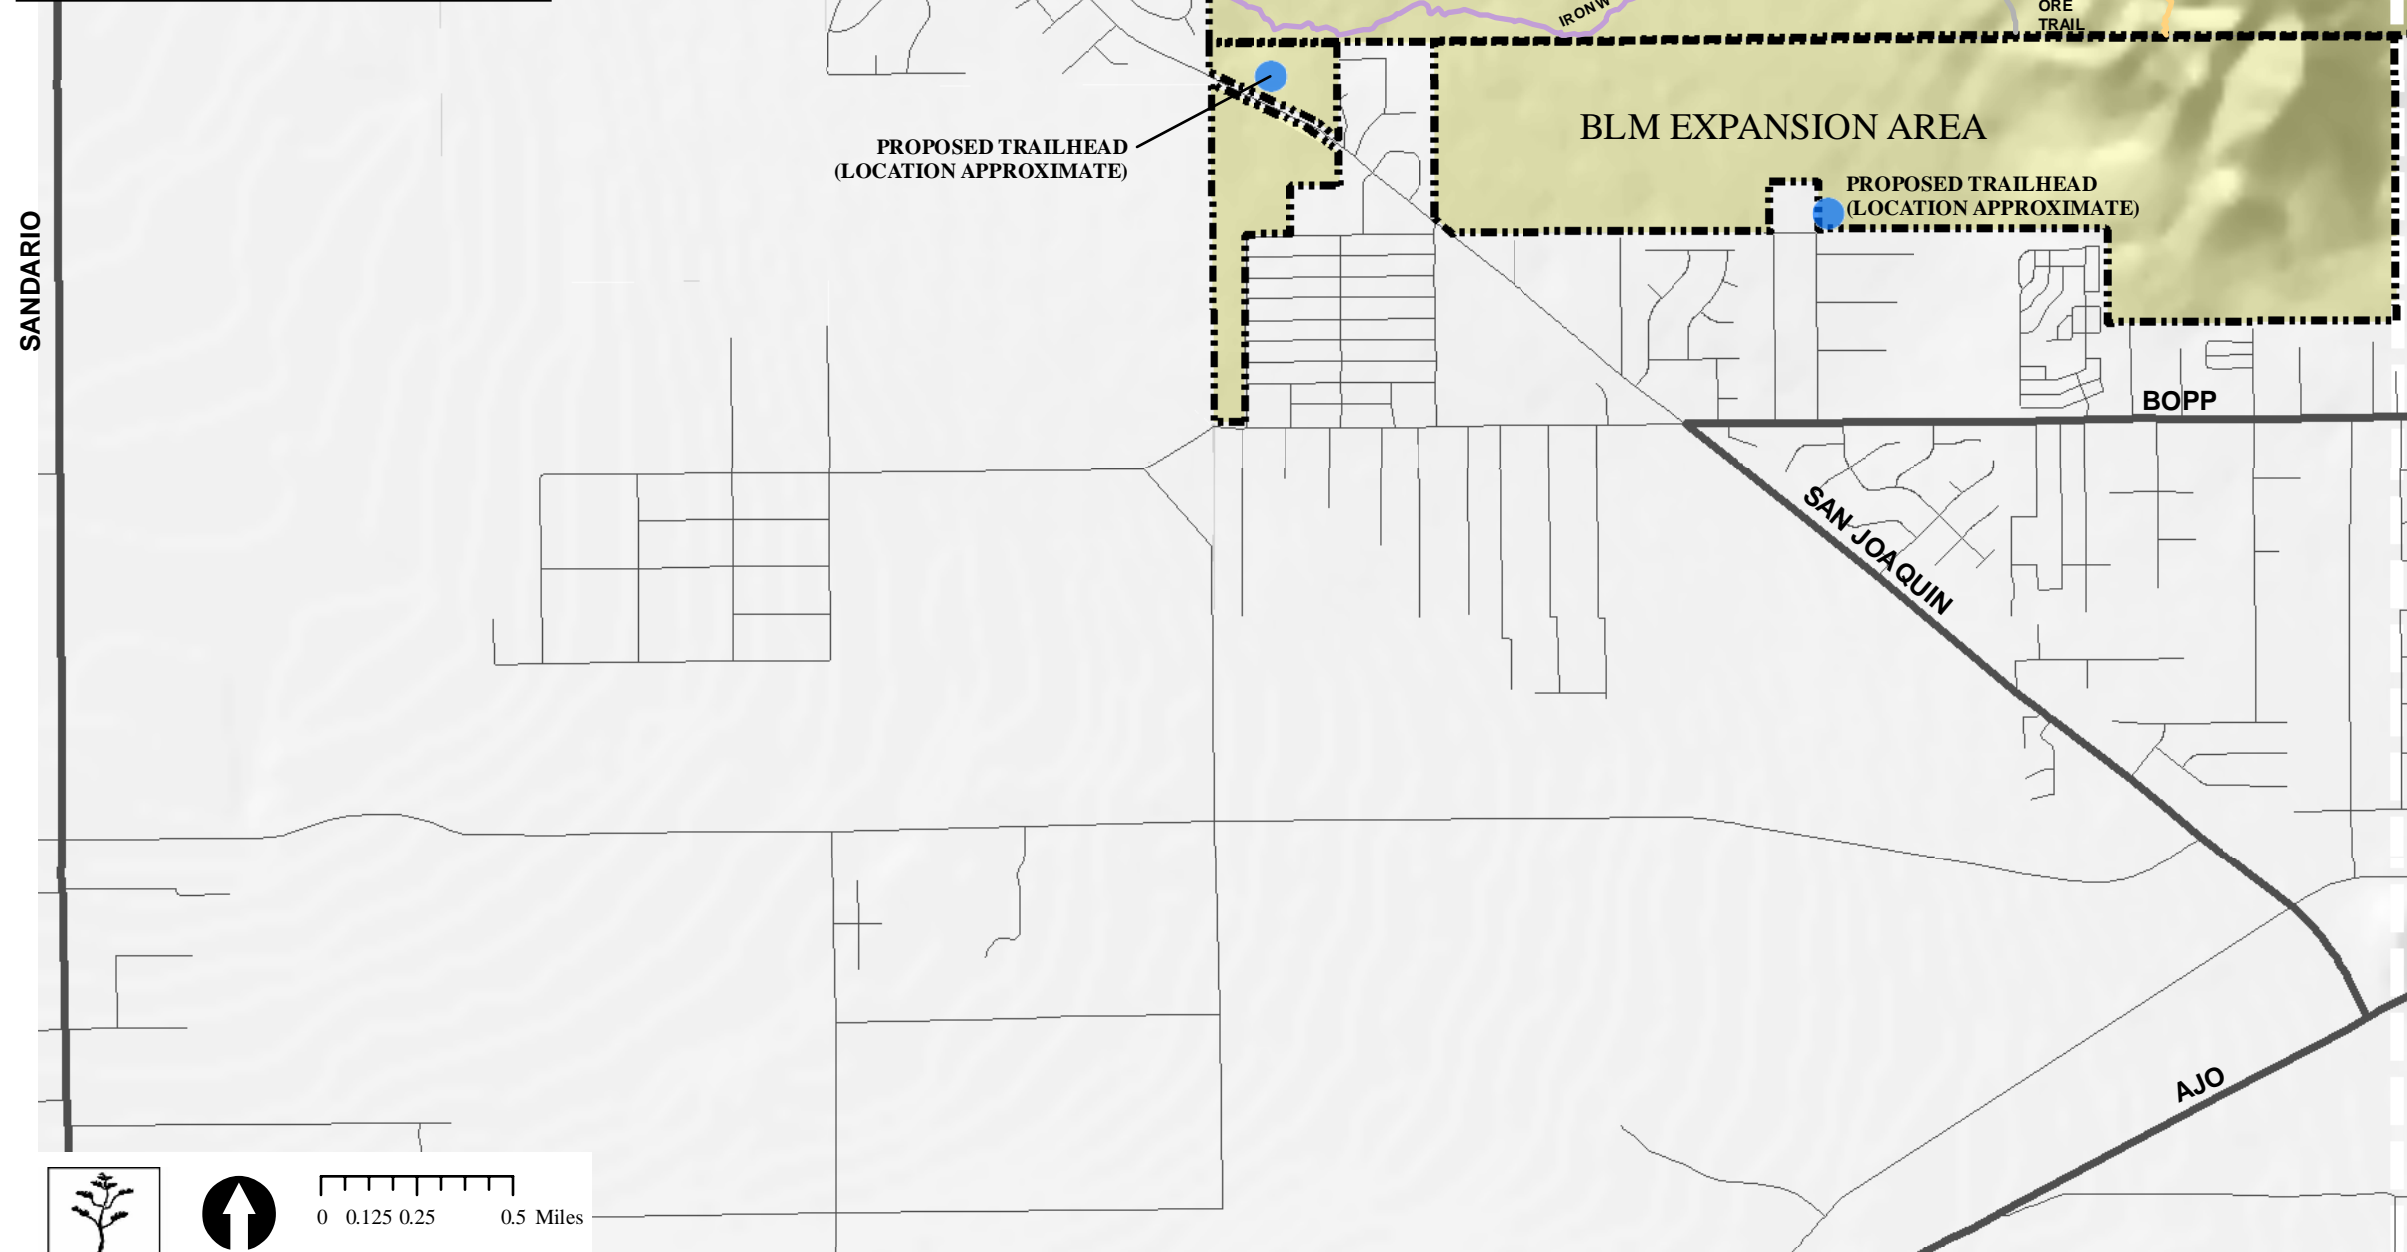 ORE
TRAIL
BLM EXPANSION AREA
PROPOSED TRAILHEAD
(LOCATION APPROXIMATE)
PROPOSED TRAILHEAD
(LOCATION APPROXIMATE)
SANDARIO
BOPP
SAN JOAQUIN
AJO
0 0.125 0.25 0.5 Miles